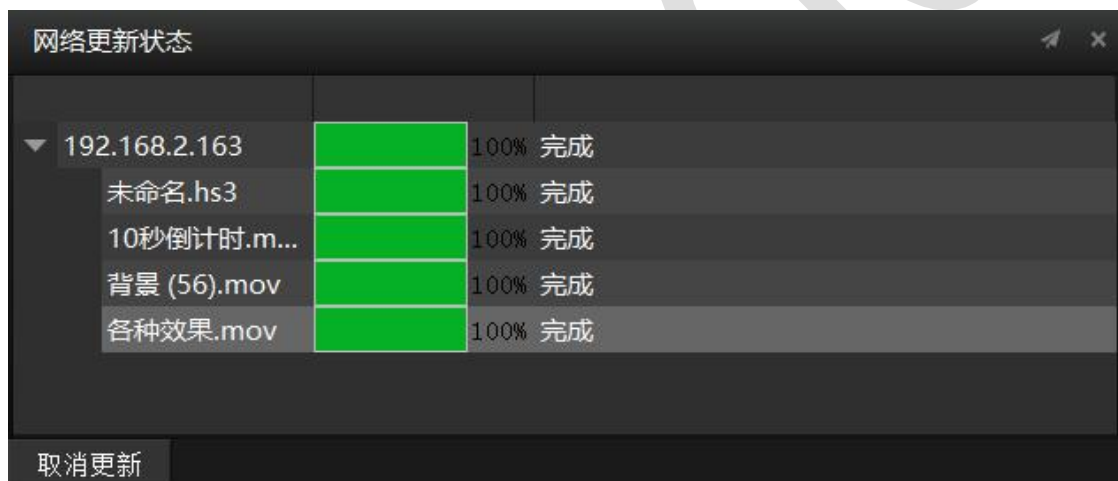 网络更新状态
192.168.2.163 100% 完成
未命名.hs3 100% 完成
10秒倒计时.m... 100% 完成
背景 (56).mov 100% 完成
各种效果.mov 100% 完成
取消更新